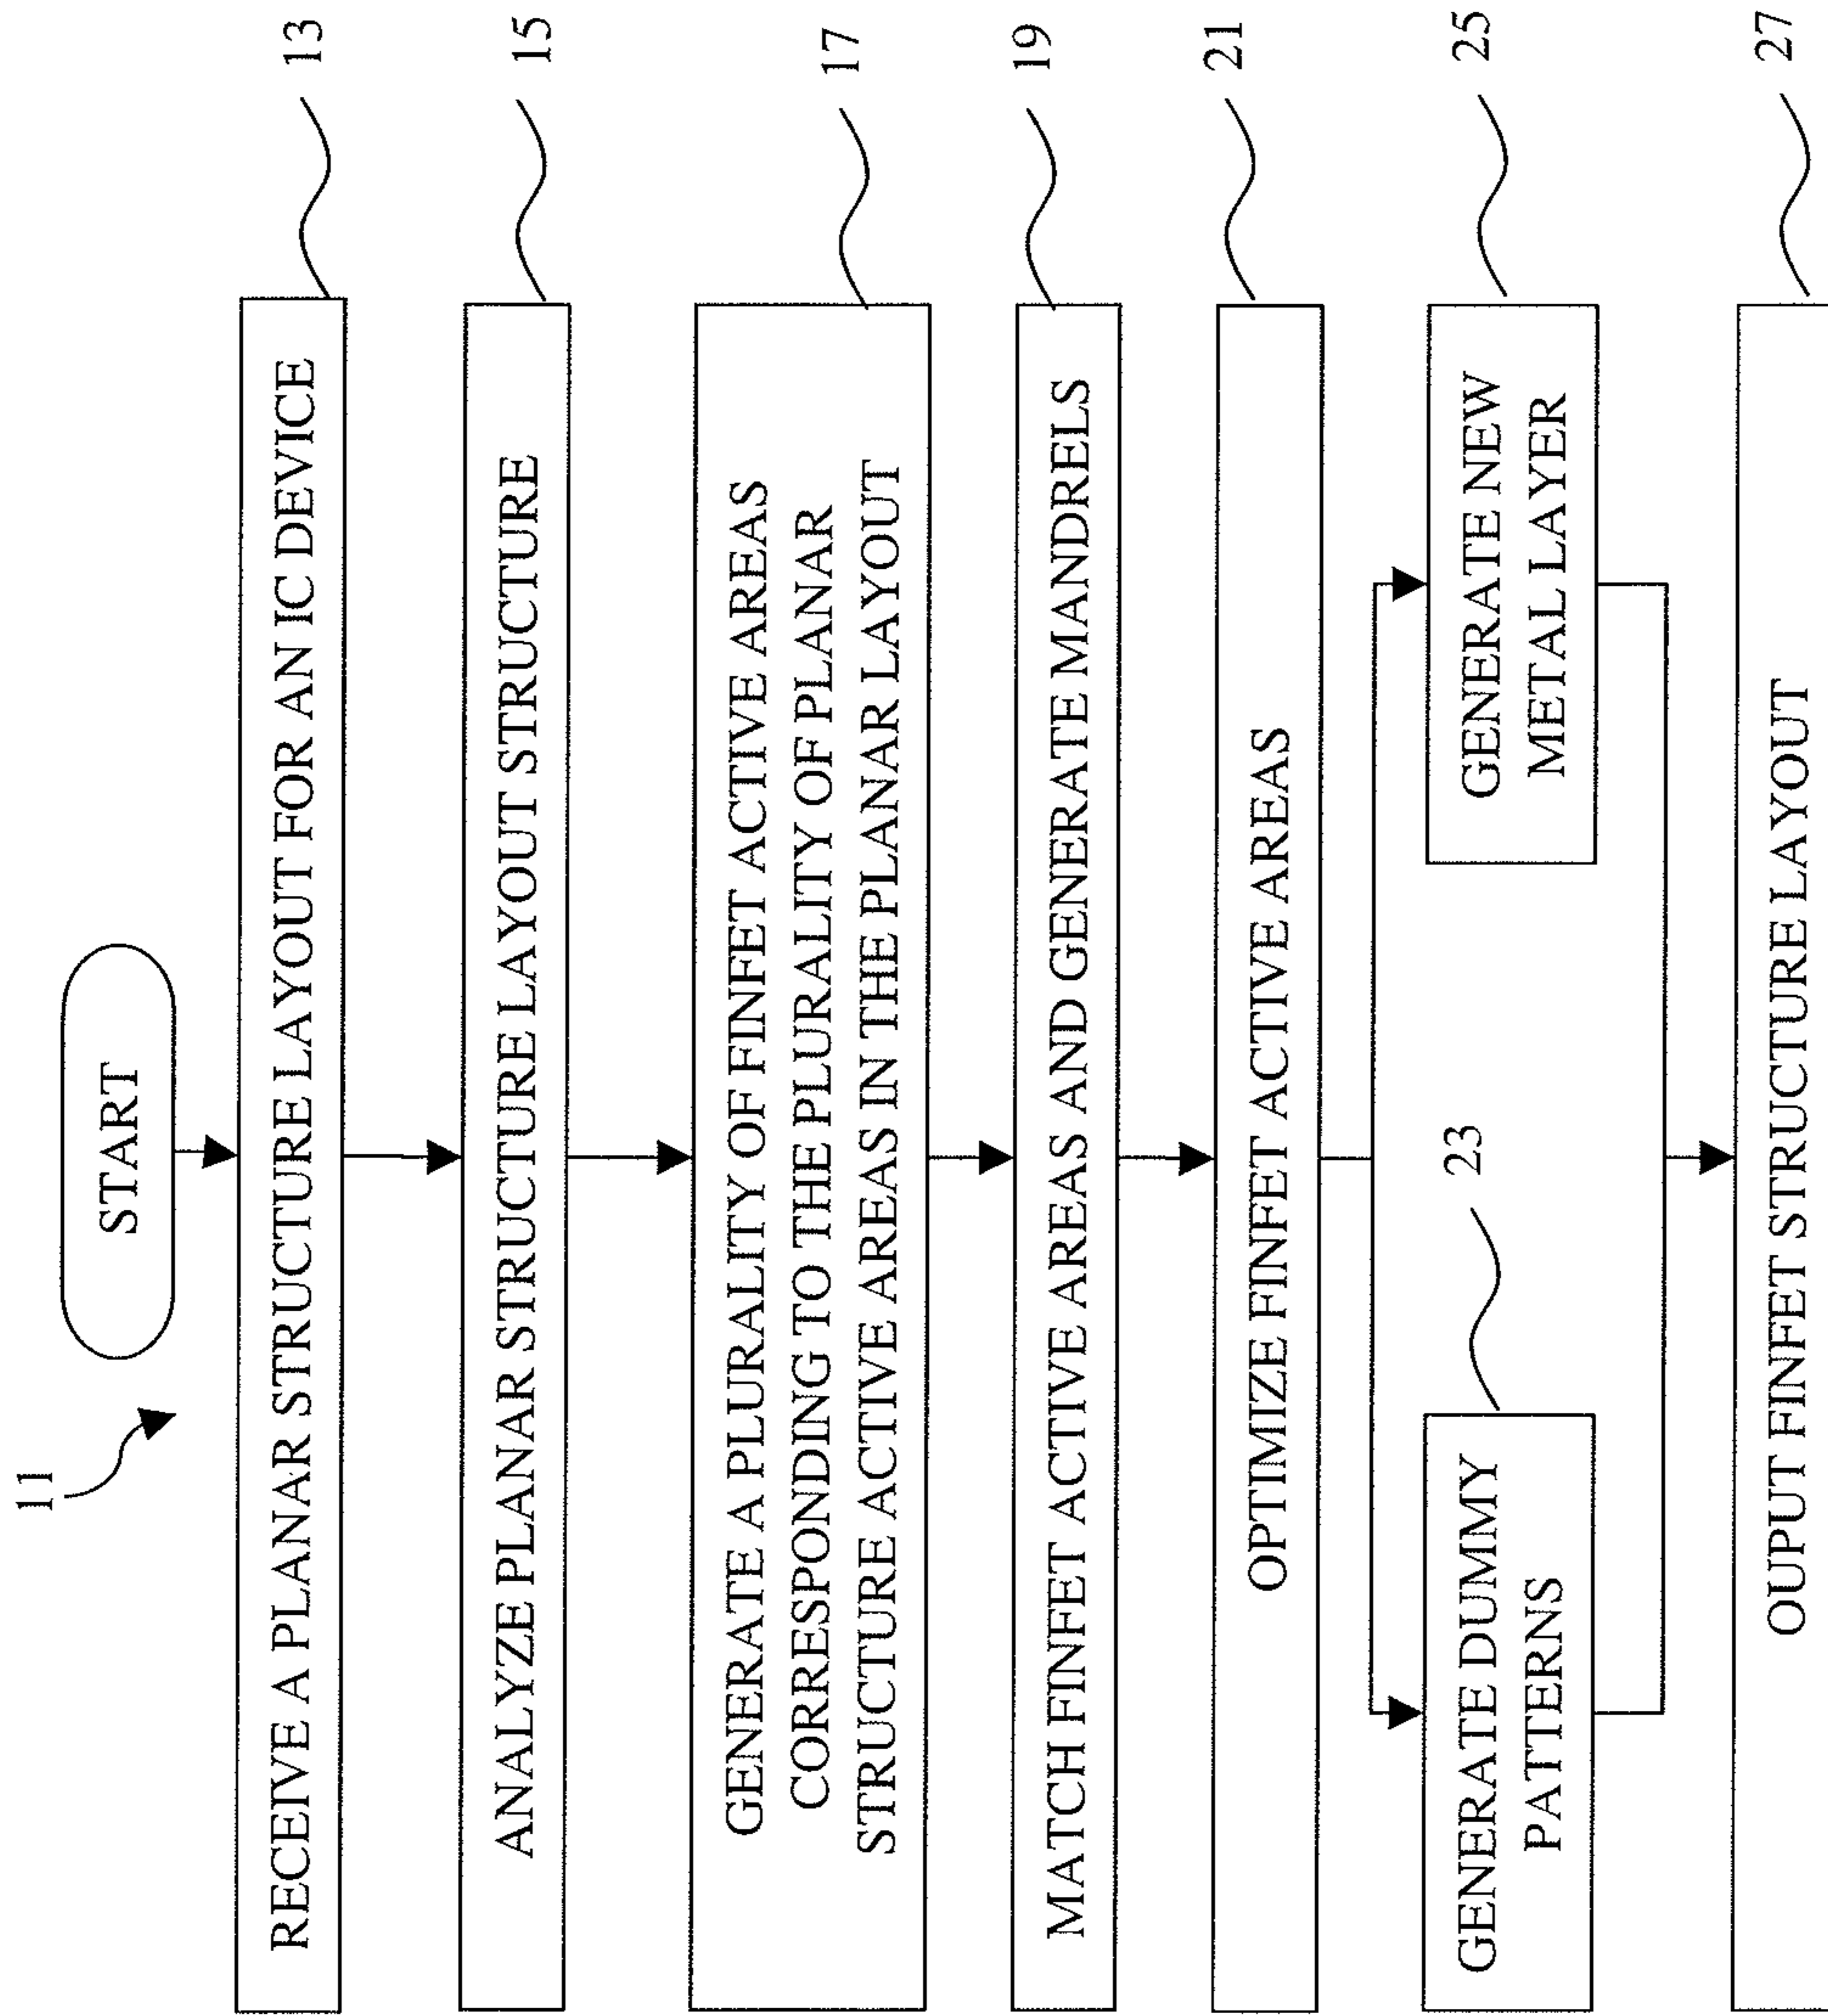 11
START
RECEIVE A PLANAR STRUCTURE LAYOUT FOR AN IC DEVICE
13
ANALYZE PLANAR STRUCTURE LAYOUT STRUCTURE
15
GENERATE A PLURALITY OF FINFET ACTIVE AREAS
CORRESPONDING TO THE PLURALITY OF PLANAR
STRUCTURE ACTIVE AREAS IN THE PLANAR LAYOUT
17
MATCH FINFET ACTIVE AREAS AND GENERATE MANDRELS
19
OPTIMIZE FINFET ACTIVE AREAS
21
GENERATE DUMMY
PATTERNS
23
GENERATE NEW
METAL LAYER
25
OUPUT FINFET STRUCTURE LAYOUT
27